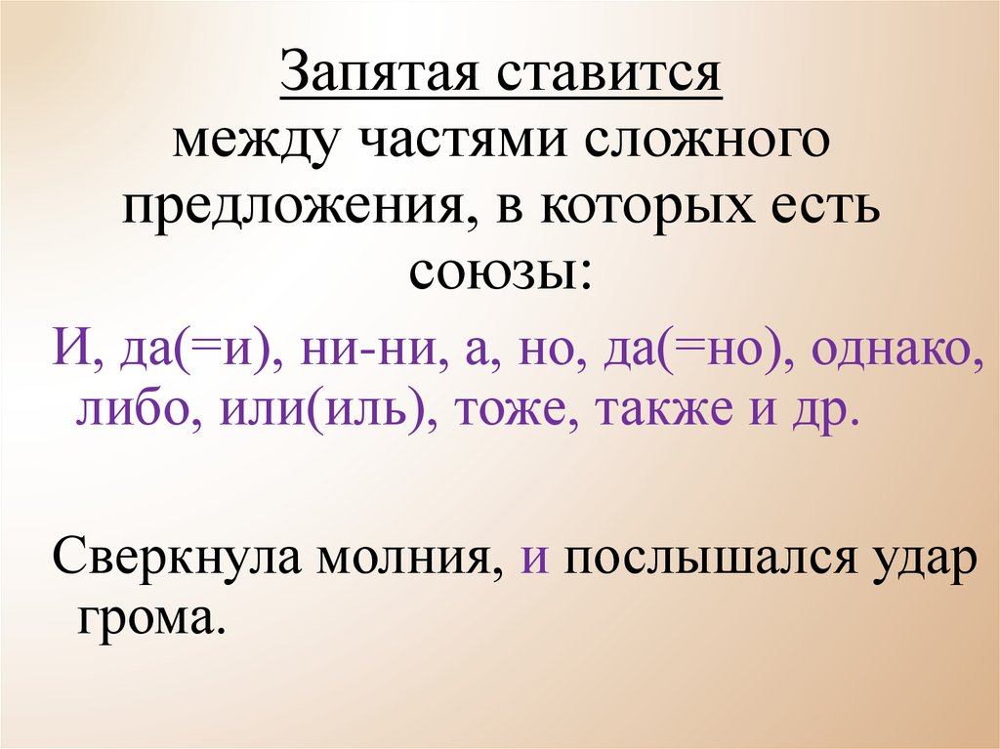 Запятая ставится
между частями сложного
предложения, в которых есть
союзы:
И, да(=и), ни-ни, а, но, да(=но), однако,
либо, или(иль), тоже, также и др.
Сверкнула молния, и послышался удар
грома.